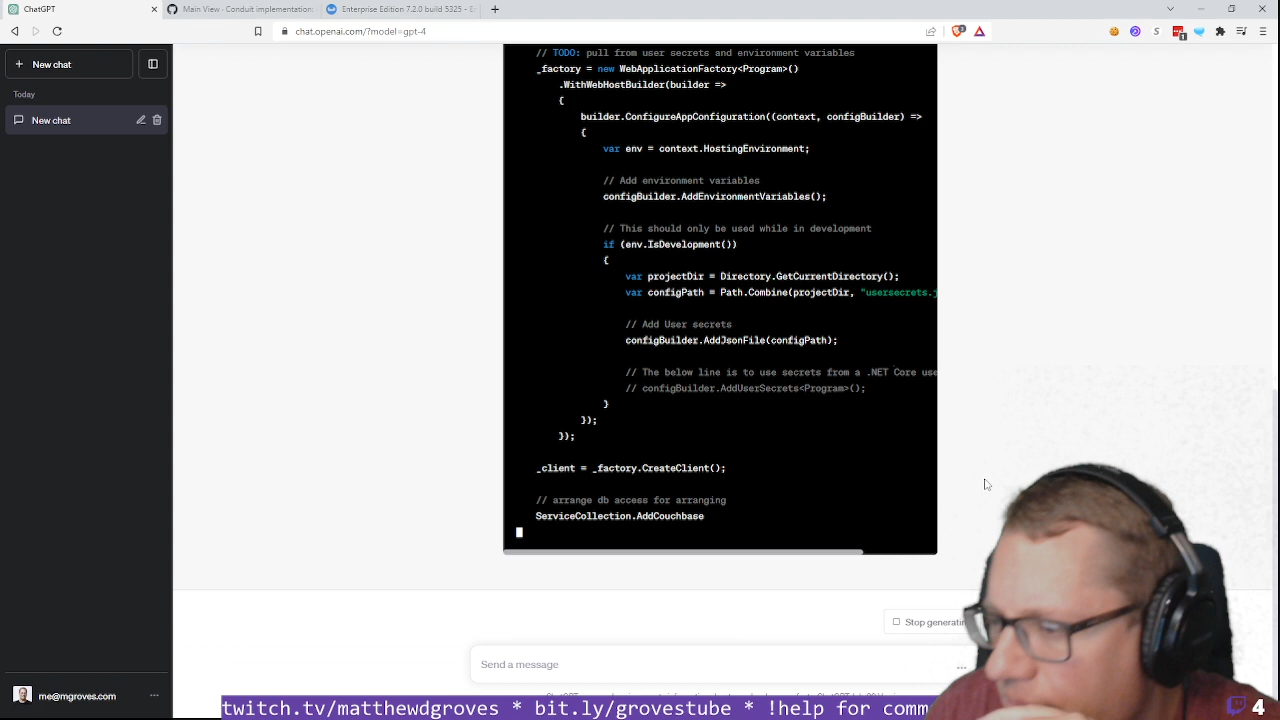 ChatGPT
Main View - Conduit implementation
Enterprise Edition 7.2.0 build 5325 - E
chat.openai.com/?model=gpt-4
New chat
Today
New chat
// TODO: pull from user secrets and environment variables
_factory = new WebApplicationFactory<Program>()
.WithWebHostBuilder(builder =>
{
builder.ConfigureAppConfiguration((context, configBuilder) =>
{
var env = context.HostingEnvironment;
// Add environment variables
configBuilder.AddEnvironmentVariables();
// This should only be used while in development
if (env.IsDevelopment())
{
var projectDir = Directory.GetCurrentDirectory();
var configPath = Path.Combine(projectDir, "usersecrets.j
// Add User secrets
configBuilder.AddJsonFile(configPath);
// The below line is to use secrets from a .NET Core use
// configBuilder.AddUserSecrets<Program>();
}
});
});
_client = _factory.CreateClient();
// arrange db access for arranging
ServiceCollection.AddCouchbase
Stop generatin
Send a message
me@mgroves.com
twitch.tv/matthewdgroves * bit.ly/grovestube * !help for comm
4